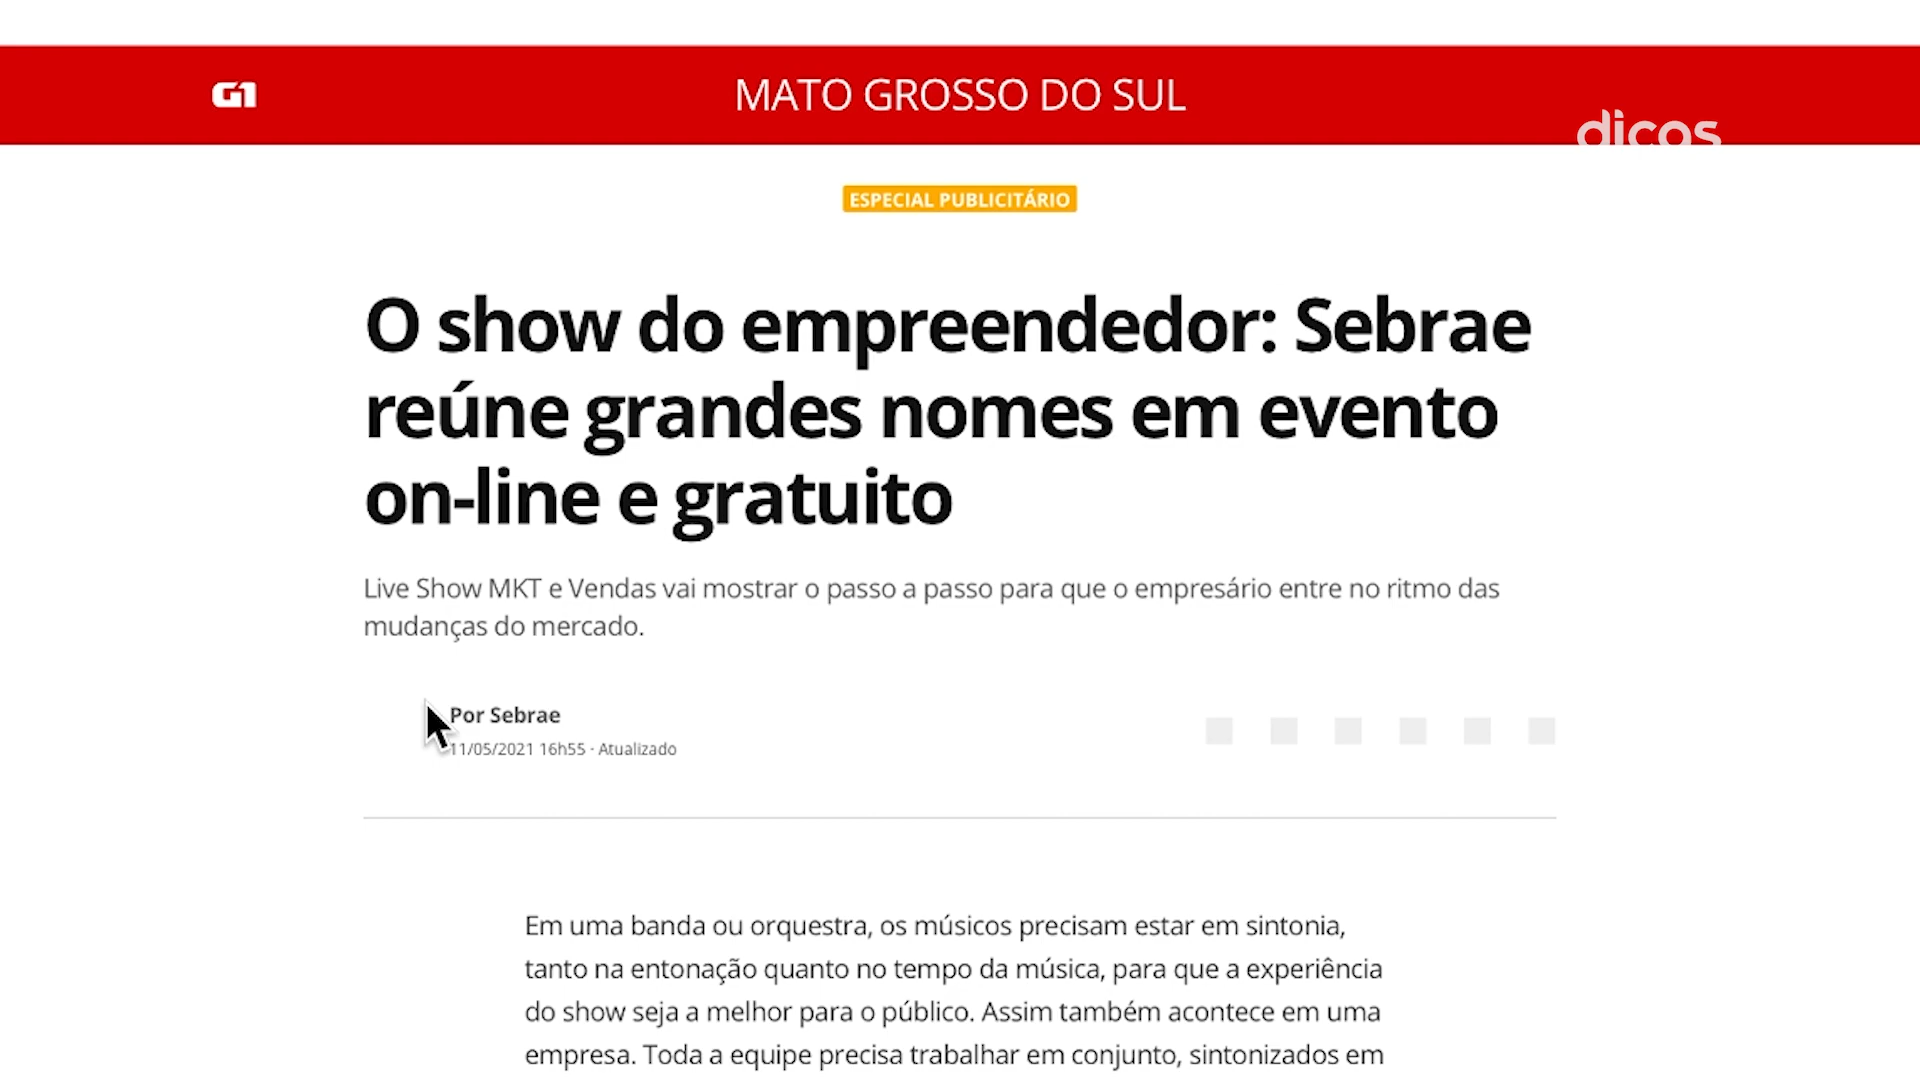 G1
MATO GROSSO DO SUL
dicas
ESPECIAL PUBLICITÁRIO
O show do empreendedor: Sebrae
reúne grandes nomes em evento
on-line e gratuito
Live Show MKT e Vendas vai mostrar o passo a passo para que o empresário entre no ritmo das
mudanças do mercado.
Por Sebrae
11/05/2021 16h55 · Atualizado
Em uma banda ou orquestra, os músicos precisam estar em sintonia,
tanto na entonação quanto no tempo da música, para que a experiência
do show seja a melhor para o público. Assim também acontece em uma
empresa. Toda a equipe precisa trabalhar em conjunto, sintonizados em